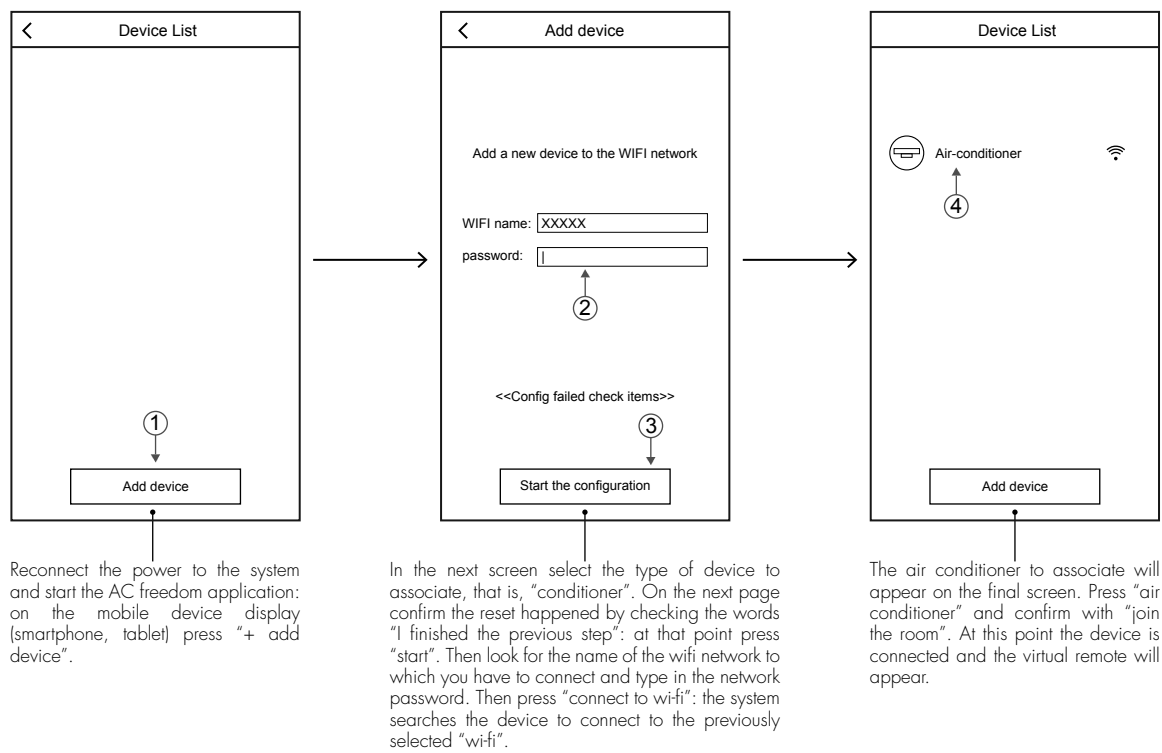 Device List
Add device
Device List
Add a new device to the WIFI network
WIFI name: XXXXX
password:
Air-conditioner
4
2
<<Config failed check items>>
1
3
Add device
Start the configuration
Add device
Reconnect the power to the system
and start the AC freedom application:
on the mobile device display
(smartphone, tablet) press "+ add
device".
In the next screen select the type of device to
associate, that is, "conditioner". On the next page
confirm the reset happened by checking the words
"I finished the previous step": at that point press
"start". Then look for the name of the wifi network to
which you have to connect and type in the network
password. Then press "connect to wi-fi": the system
searches the device to connect to the previously
selected "wi-fi".
The air conditioner to associate will
appear on the final screen. Press "air
conditioner" and confirm with "join
the room". At this point the device is
connected and the virtual remote will
appear.